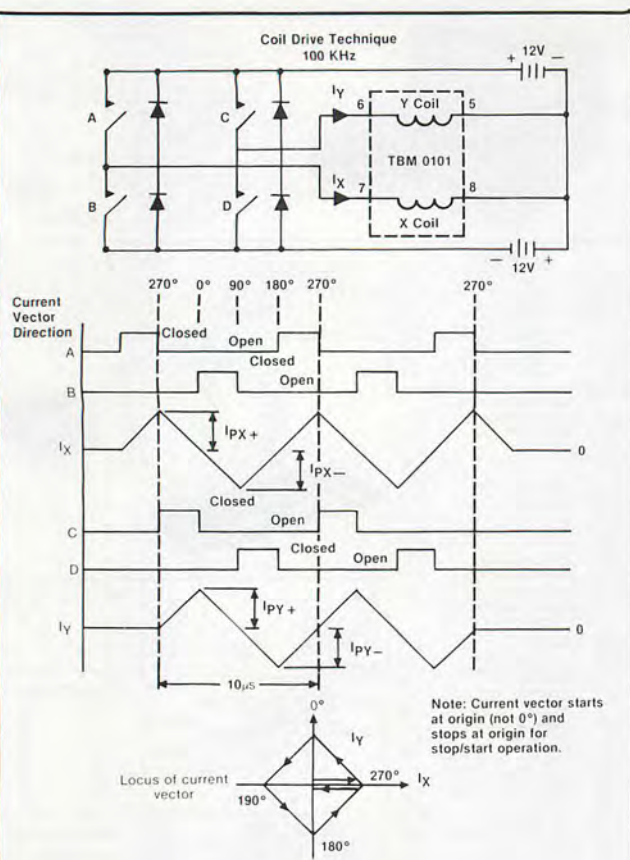 Coil Drive Technique
100 KHz
+ 12V −
A
C
IY
6
Y Coil
5
TBM 0101
B
D
IX
7
8
X Coil
− 12V +
270° 0° 90° 180° 270° 270°
Current
Vector
Direction
A
Closed
Open
B
Closed
Open
IX
IPX+
IPX−
0
C
Closed
Open
D
Closed
Open
IY
IPY+
IPY−
0
10μS
Note: Current vector starts
at origin (not 0°) and
stops at origin for
stop/start operation.
0°
IY
Locus of current
vector
190°
270°
IX
180°